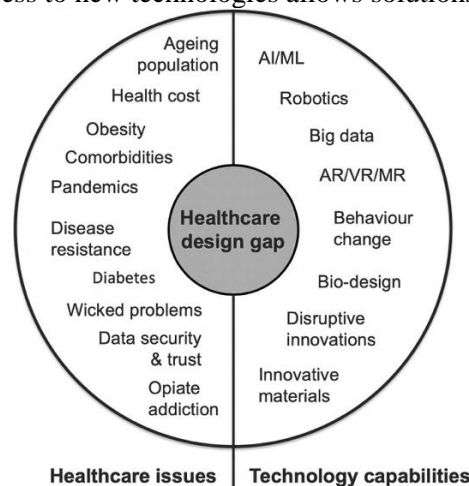 ess to new technologies allows solutions
Ageing
population
Health cost
Obesity
Comorbidities
Pandemics
Disease
resistance
Diabetes
Wicked problems
Data security
& trust
Opiate
addiction
Healthcare
design gap
AI/ML
Robotics
Big data
AR/VR/MR
Behaviour
change
Bio-design
Disruptive
innovations
Innovative
materials
Healthcare issues
Technology capabilities